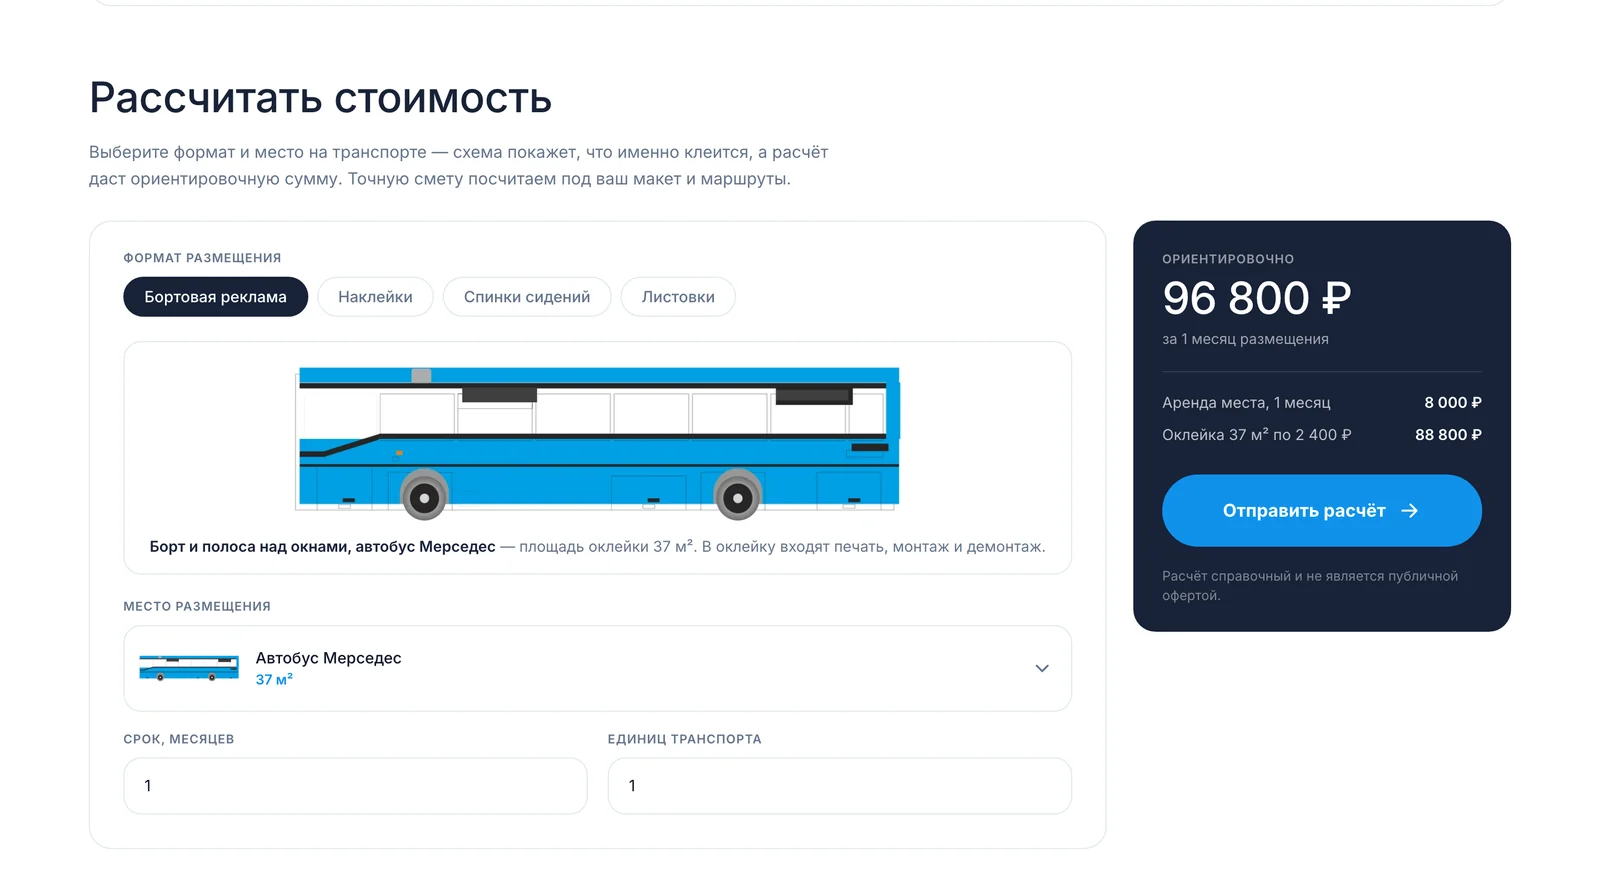 Рассчитать стоимость
Выберите формат и место на транспорте — схема покажет, что именно клеится, а расчёт
даст ориентировочную сумму. Точную смету посчитаем под ваш макет и маршруты.
ФОРМАТ РАЗМЕЩЕНИЯ
Бортовая реклама
Наклейки
Спинки сидений
Листовки
Борт и полоса над окнами, автобус Мерседес — площадь оклейки 37 м². В оклейку входят печать, монтаж и демонтаж.
МЕСТО РАЗМЕЩЕНИЯ
Автобус Мерседес
37 м²
СРОК, МЕСЯЦЕВ
1
ЕДИНИЦ ТРАНСПОРТА
1
ОРИЕНТИРОВОЧНО
96 800 ₽
за 1 месяц размещения
Аренда места, 1 месяц 8 000 ₽
Оклейка 37 м² по 2 400 ₽ 88 800 ₽
Отправить расчёт →
Расчёт справочный и не является публичной
офертой.